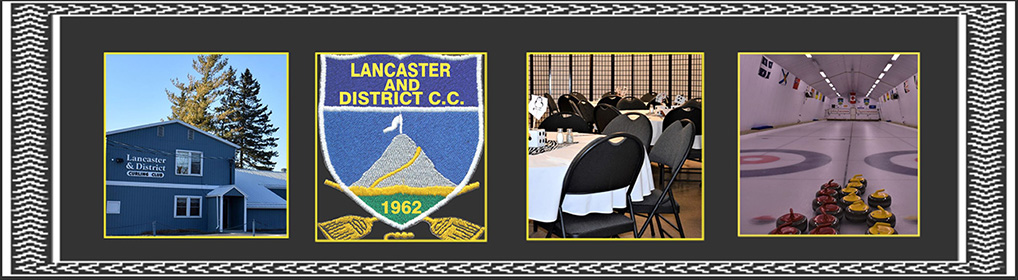 Lancaster
& District
CURLING CLUB
LANCASTER
AND
DISTRICT C.C.
1962